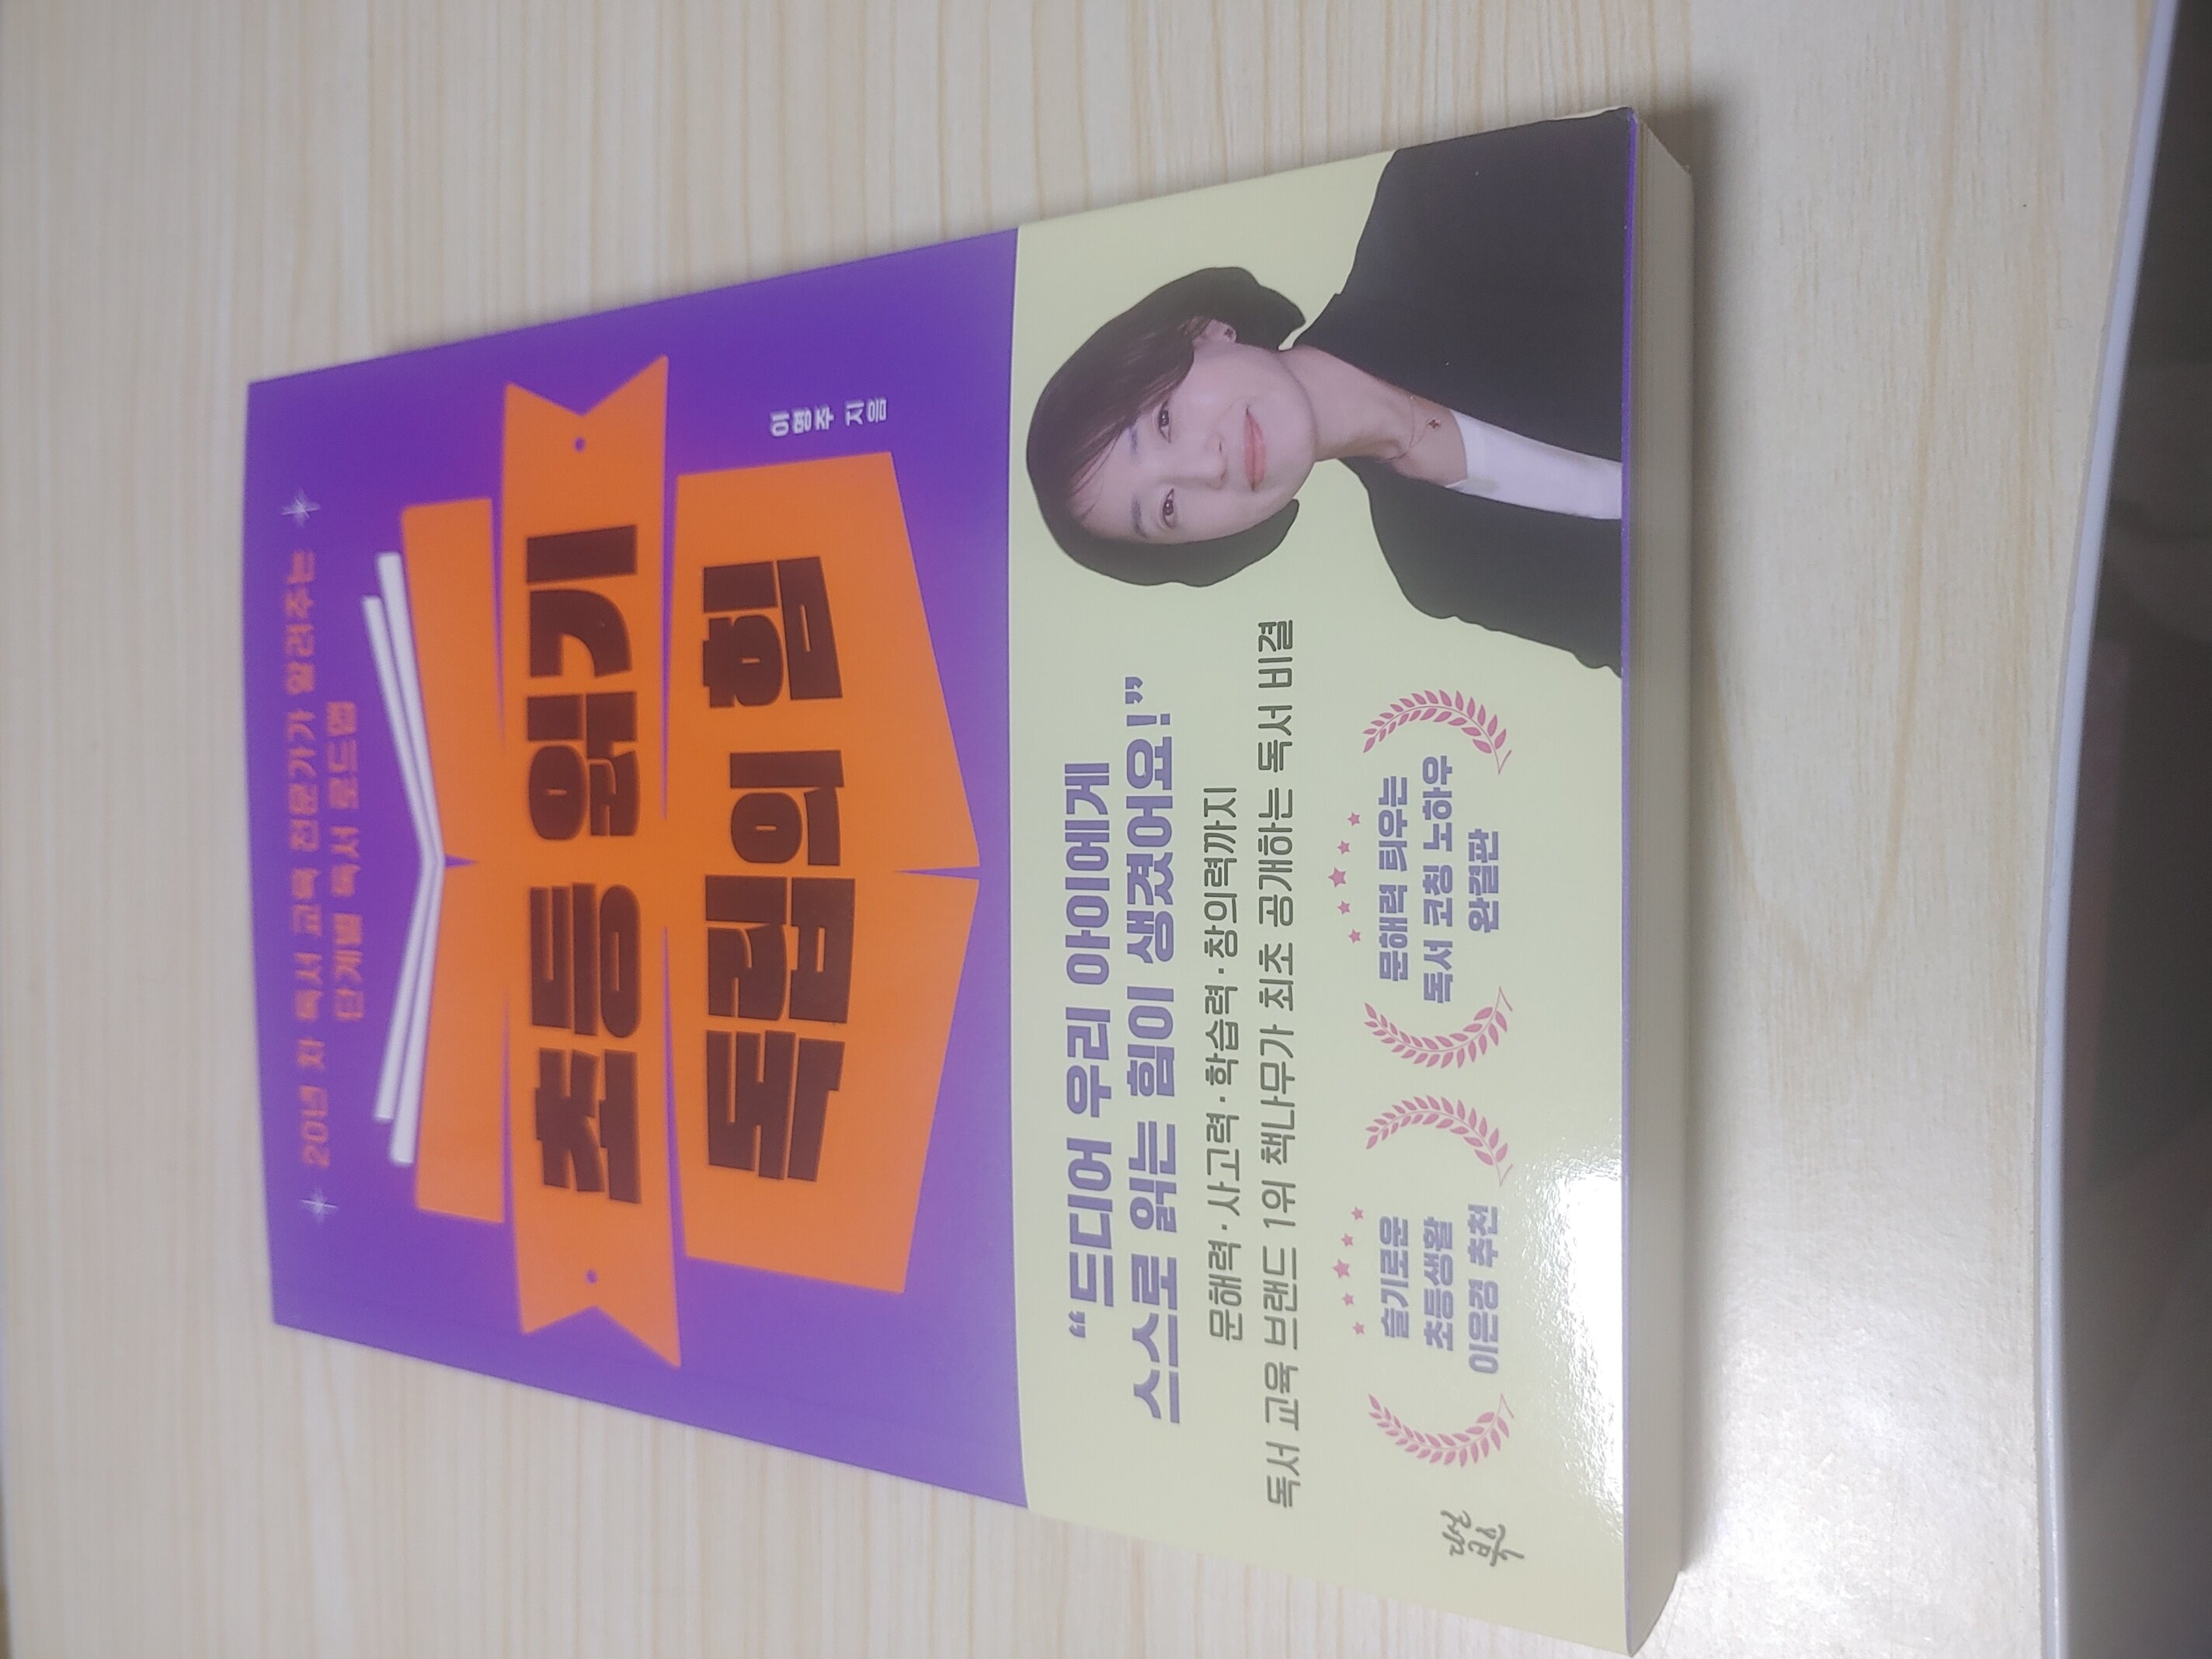 20년 차 독서 교육 전문가가 알려주는
단계별 독서 로드맵
초등 읽기
독립의 힘
이명주 지음
“드디어 우리 아이에게
스스로 읽는 힘이 생겼어요!”
문해력·사고력·학습력·창의력까지
독서 교육 브랜드 1위 책나무가 최초 공개하는 독서 비결
슬기로운
초등생활
이은경 추천
문해력 틔우는
독서 코칭 노하우
완결판